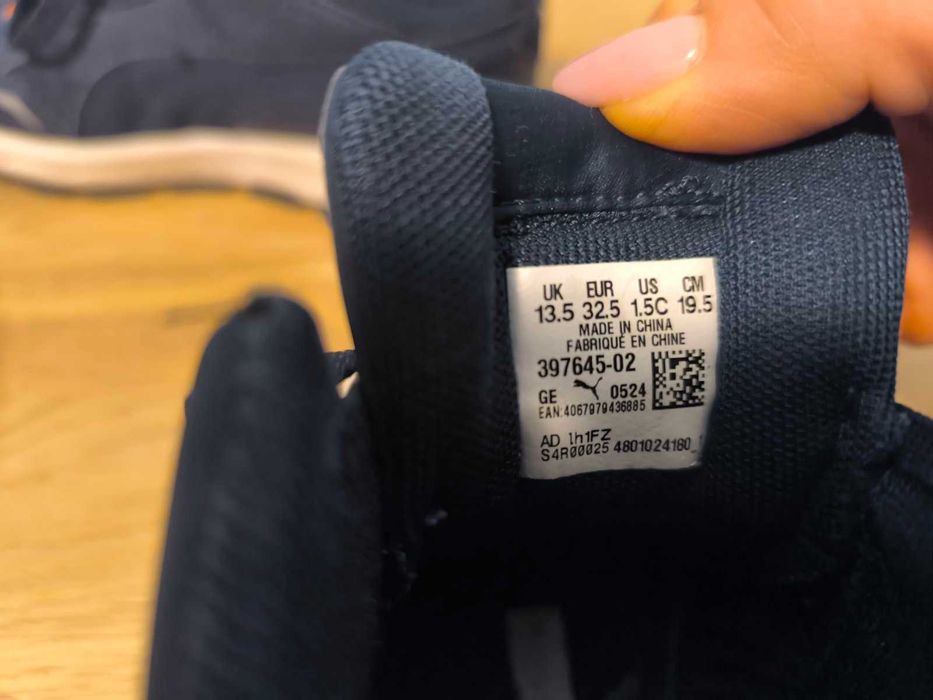 UK EUR US CM
13.5 32.5 1.5C 19.5
MADE IN CHINA
FABRIQUÉ EN CHINE
397645-02
GE 0524
EAN:4067979436885
AD 1h1FZ
S4R00025 4801024180